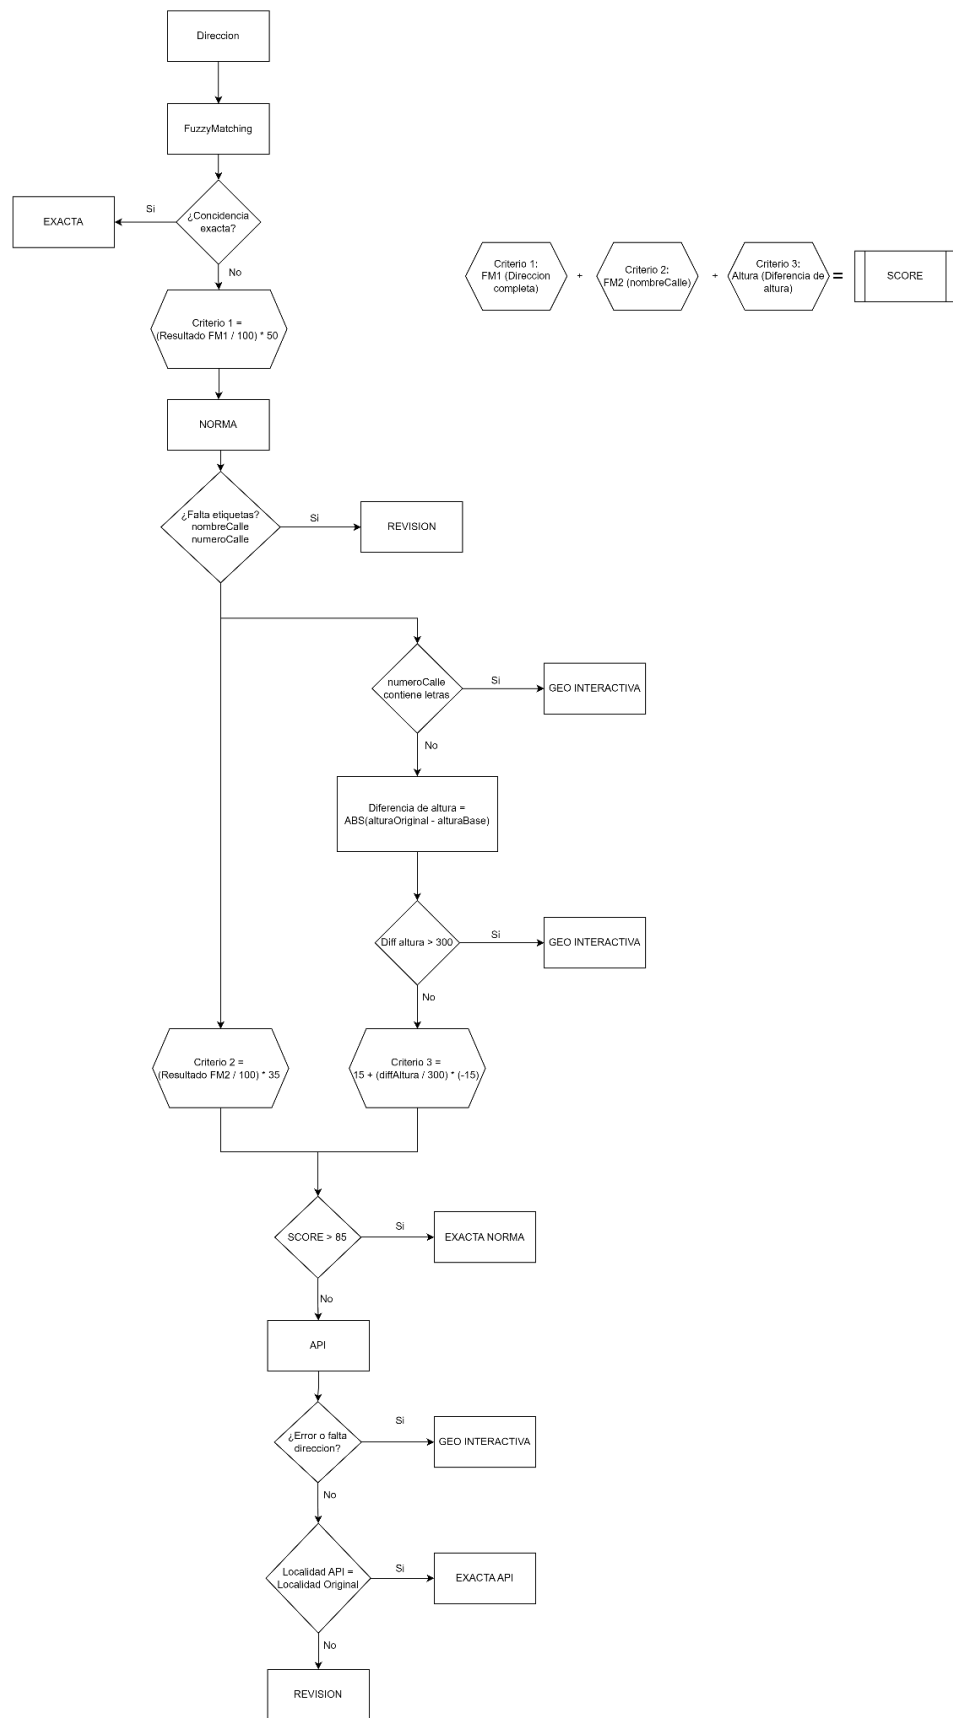 Direccion
FuzzyMatching
¿Concidencia
exacta?
Si
EXACTA
No
Criterio 1:
FM1 (Direccion
completa)
+
Criterio 2:
FM2 (nombreCalle)
+
Criterio 3:
Altura (Diferencia de
altura)
=
SCORE
Criterio 1 =
(Resultado FM1 / 100) * 50
NORMA
¿Falta etiquetas?
nombreCalle
numeroCalle
Si
REVISION
numeroCalle
contiene letras
Si
GEO INTERACTIVA
No
Diferencia de altura =
ABS(alturaOriginal - alturaBase)
Diff altura > 300
Si
GEO INTERACTIVA
No
Criterio 2 =
(Resultado FM2 / 100) * 35
Criterio 3 =
15 + (diffAltura / 300) * (-15)
SCORE > 85
Si
EXACTA NORMA
No
API
¿Error o falta
direccion?
Si
GEO INTERACTIVA
No
Localidad API =
Localidad Original
Si
EXACTA API
No
REVISION